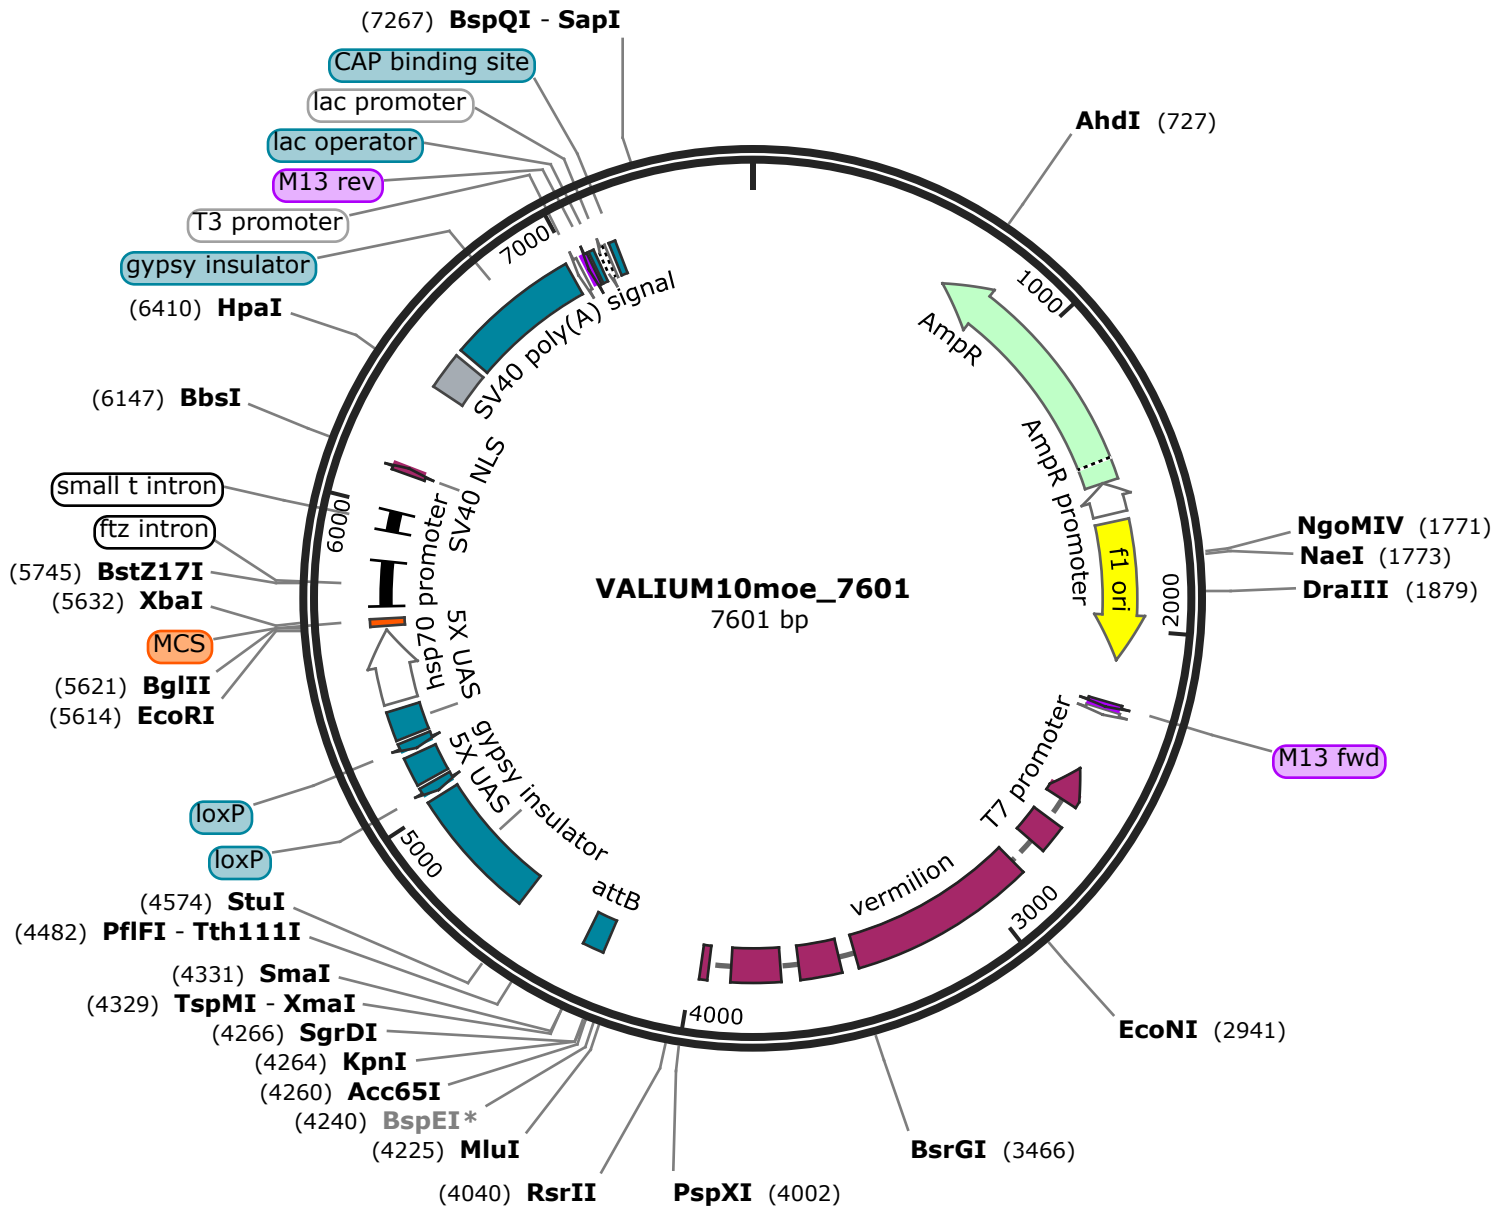 (7267) BspQI - SapI
CAP binding site
lac promoter
lac operator
M13 rev
T3 promoter
gypsy insulator
(6410) HpaI
(6147) BbsI
small t intron
ftz intron
(5745) BstZ17I
(5632) XbaI
MCS
(5621) BglII
(5614) EcoRI
loxP
loxP
(4574) StuI
(4482) PflFI - Tth111I
(4331) SmaI
(4329) TspMI - XmaI
(4266) SgrDI
(4264) KpnI
(4260) Acc65I
(4240) BspEI*
(4225) MluI
(4040) RsrII
PspXI (4002)
BsrGI (3466)
EcoNI (2941)
M13 fwd
DraIII (1879)
NaeI (1773)
NgoMIV (1771)
AhdI (727)
1000
2000
3000
4000
5000
6000
7000
AmpR
AmpR promoter
f1 ori
T7 promoter
vermilion
attB
gypsy insulator
5X UAS
5X UAS
hsp70 promoter
SV40 NLS
SV40 poly(A) signal
VALIUM10moe_7601
7601 bp